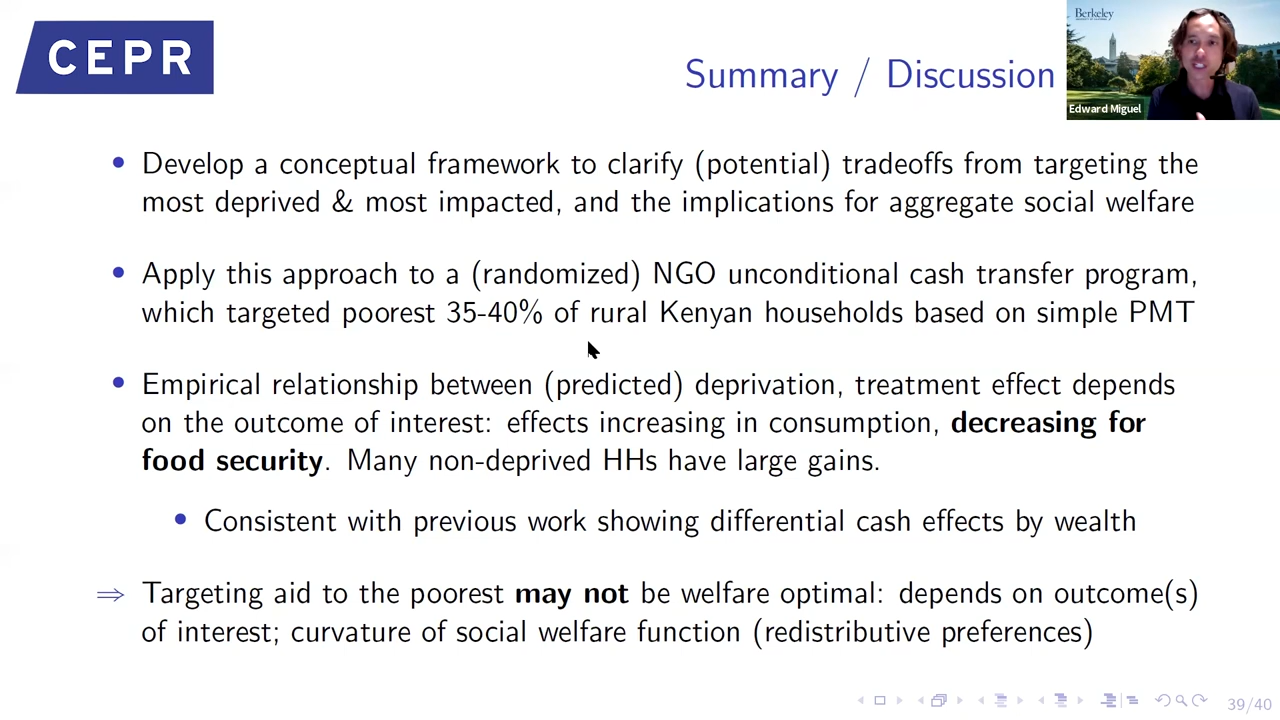 CEPR
Summary / Discussion
Berkeley
Edward Miguel
• Develop a conceptual framework to clarify (potential) tradeoffs from targeting the
most deprived & most impacted, and the implications for aggregate social welfare
• Apply this approach to a (randomized) NGO unconditional cash transfer program,
which targeted poorest 35-40% of rural Kenyan households based on simple PMT
• Empirical relationship between (predicted) deprivation, treatment effect depends
on the outcome of interest: effects increasing in consumption, decreasing for
food security. Many non-deprived HHs have large gains.
• Consistent with previous work showing differential cash effects by wealth
⇒ Targeting aid to the poorest may not be welfare optimal: depends on outcome(s)
of interest; curvature of social welfare function (redistributive preferences)
39/40